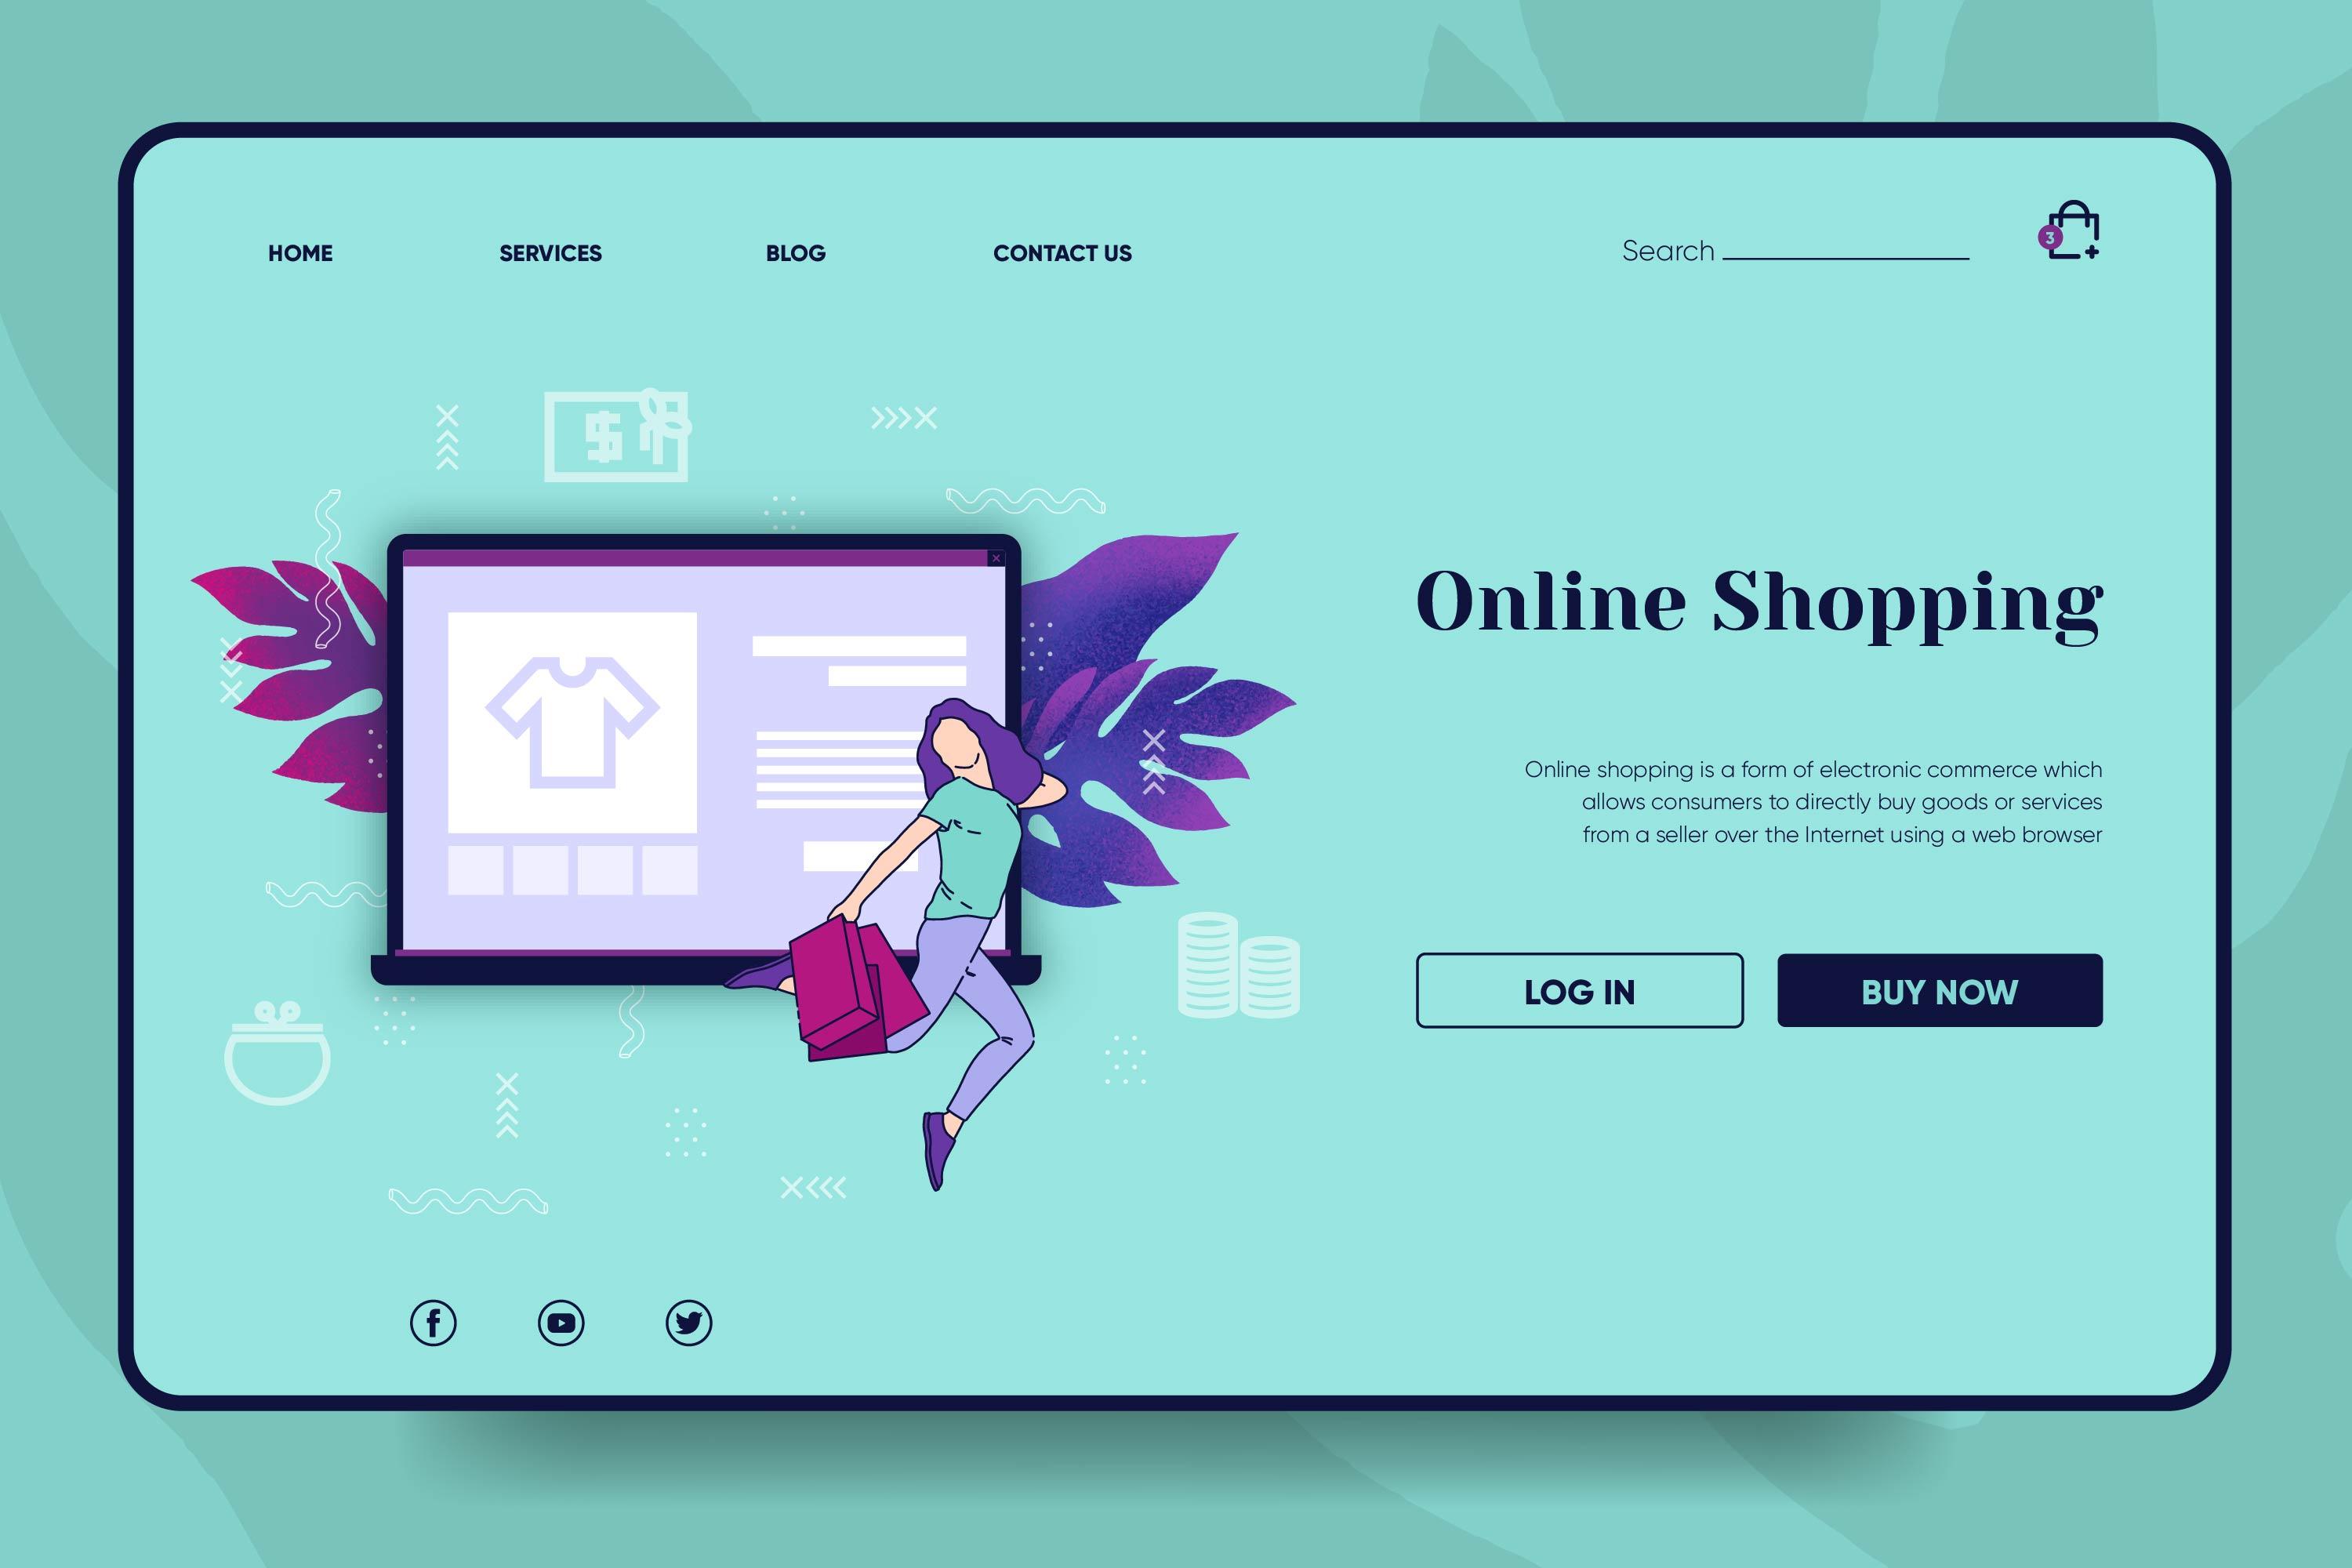 HOME SERVICES BLOG CONTACT US Search
3
$
Online Shopping
Online shopping is a form of electronic commerce which
allows consumers to directly buy goods or services
from a seller over the Internet using a web browser
LOG IN BUY NOW